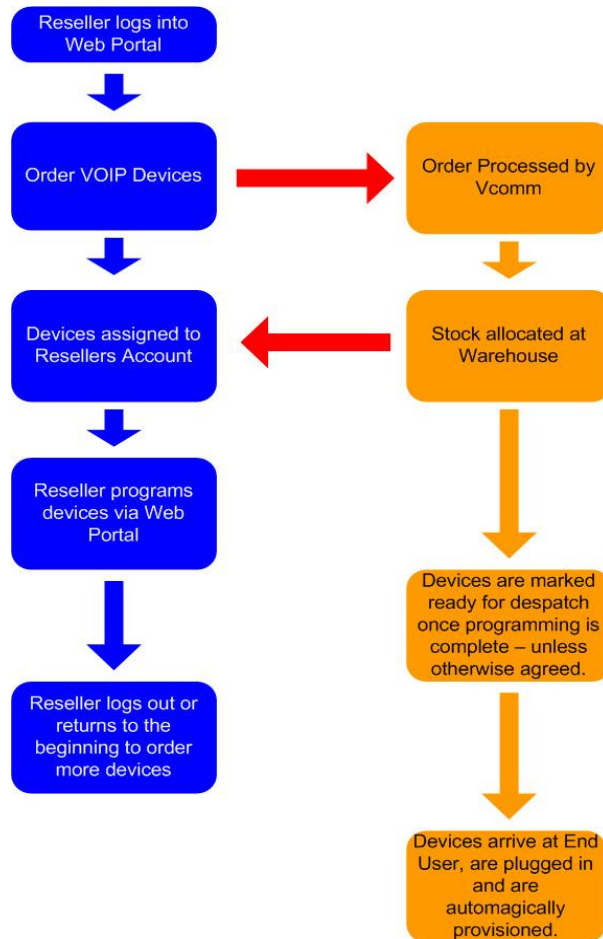 Reseller logs into
Web Portal
Order VOIP Devices
Order Processed by
Vcomm
Devices assigned to
Resellers Account
Stock allocated at
Warehouse
Reseller programs
devices via Web
Portal
Devices are marked
ready for despatch
once programming is
complete – unless
otherwise agreed.
Reseller logs out or
returns to the
beginning to order
more devices
Devices arrive at End
User, are plugged in
and are
automagically
provisioned.